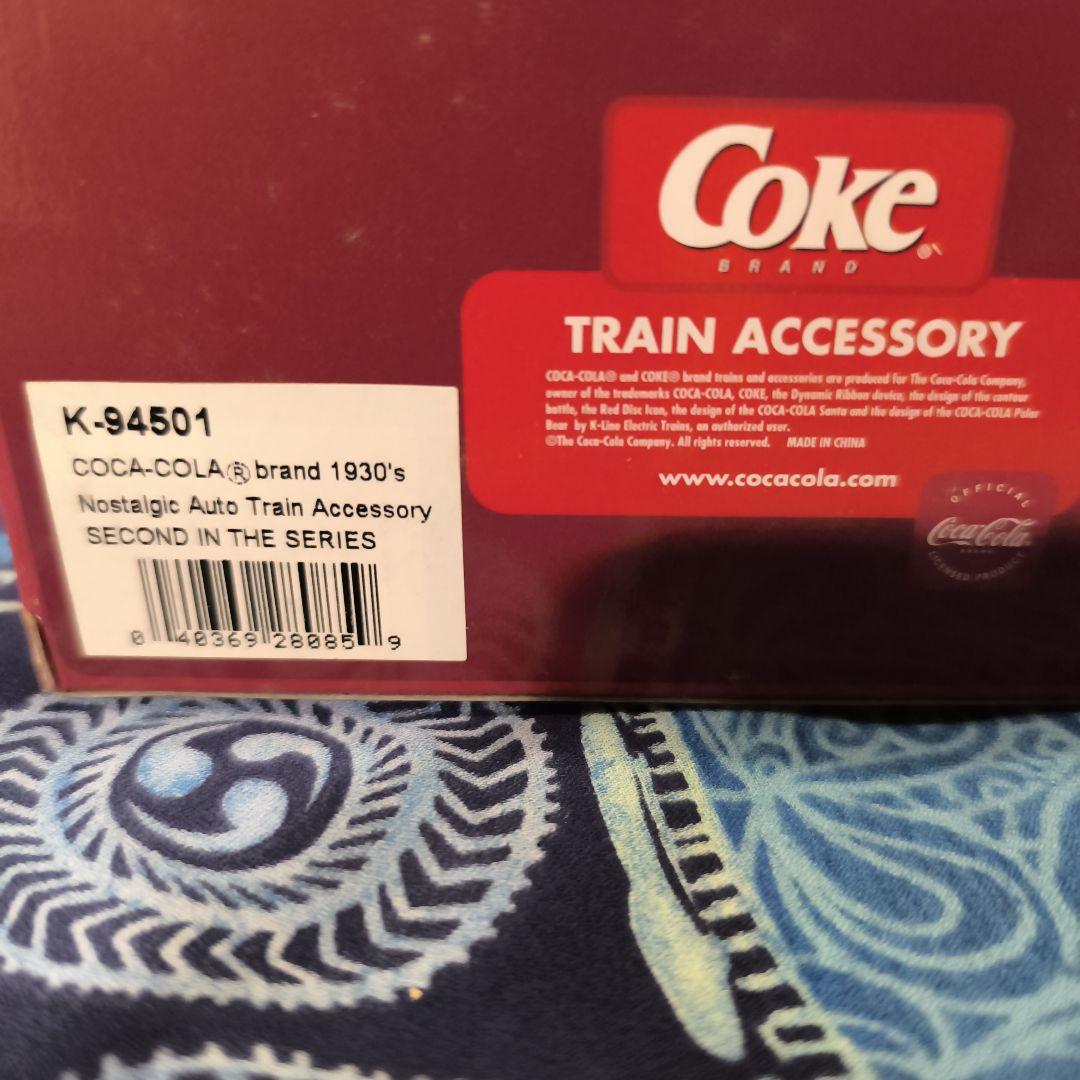 Coke
BRAND
TRAIN ACCESSORY
COCA-COLA® and COKE® brand trains and accessories are produced for The Coca-Cola Company,
owner of the trademarks COCA-COLA, COKE, the Dynamic Ribbon device, the design of the contour
bottle, the Red Disc Icon, the design of the COCA-COLA Santa and the design of the COCA-COLA Polar
Bear by K-Line Electric Trains, an authorized user.
©The Coca-Cola Company. All rights reserved. MADE IN CHINA
www.cocacola.com
OFFICIAL
Coca-Cola
BRAND
LICENSED PRODUCT
K-94501
COCA-COLA® brand 1930's
Nostalgic Auto Train Accessory
SECOND IN THE SERIES
0 40369 28085 9